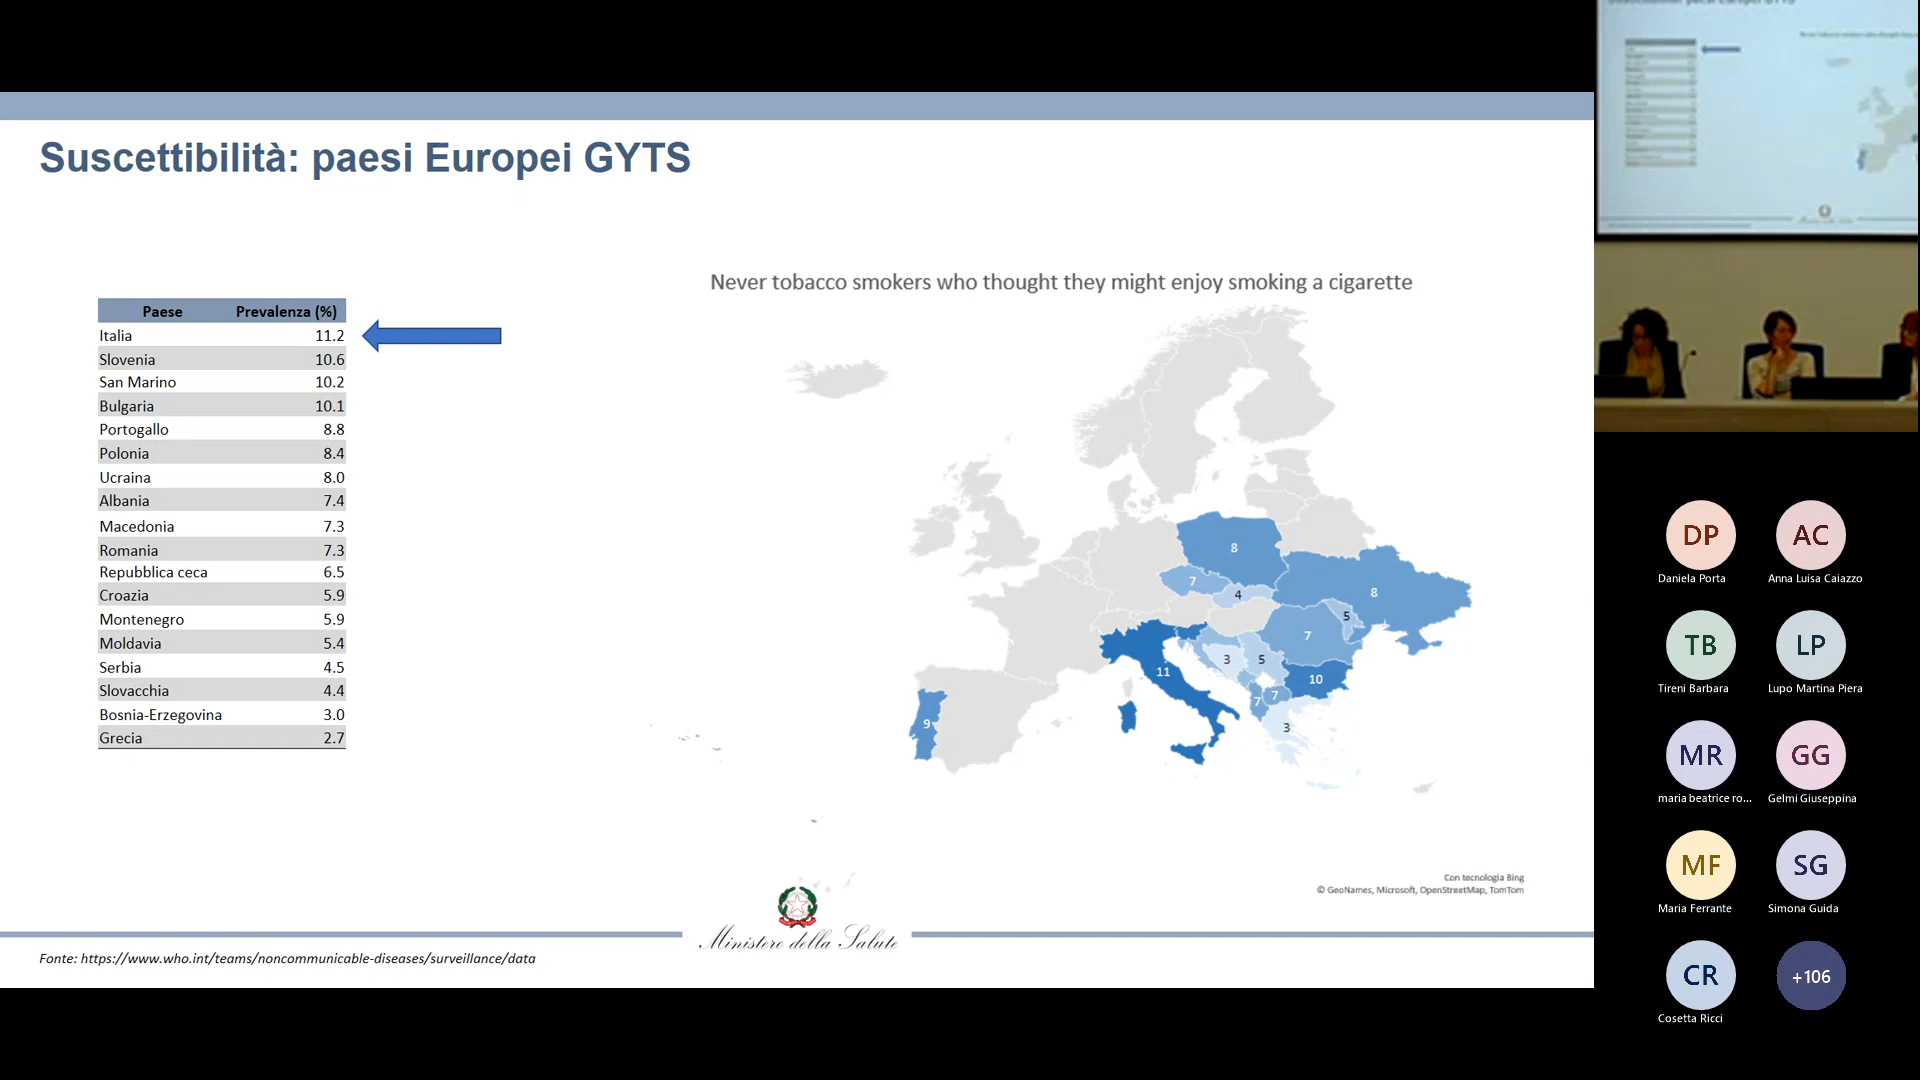 Suscettibilità: paesi Europei GYTS
Never tobacco smokers who thought they might enjoy smoking a cigarette
Paese Prevalenza (%)
Italia 11.2
Slovenia 10.6
San Marino 10.2
Bulgaria 10.1
Portogallo 8.8
Polonia 8.4
Ucraina 8.0
Albania 7.4
Macedonia 7.3
Romania 7.3
Repubblica ceca 6.5
Croazia 5.9
Montenegro 5.9
Moldavia 5.4
Serbia 4.5
Slovacchia 4.4
Bosnia-Erzegovina 3.0
Grecia 2.7
8
7
4
8
5
7
3
5
11
10
7
7
9
3
Con tecnologia Bing
© GeoNames, Microsoft, OpenStreetMap, TomTom
Ministero della Salute
Fonte: https://www.who.int/teams/noncommunicable-diseases/surveillance/data
DP AC
Daniela Porta Anna Luisa Caiazzo
TB LP
Tireni Barbara Lupo Martina Piera
MR GG
maria beatrice ro... Gelmi Giuseppina
MF SG
Maria Ferrante Simona Guida
CR +106
Cosetta Ricci